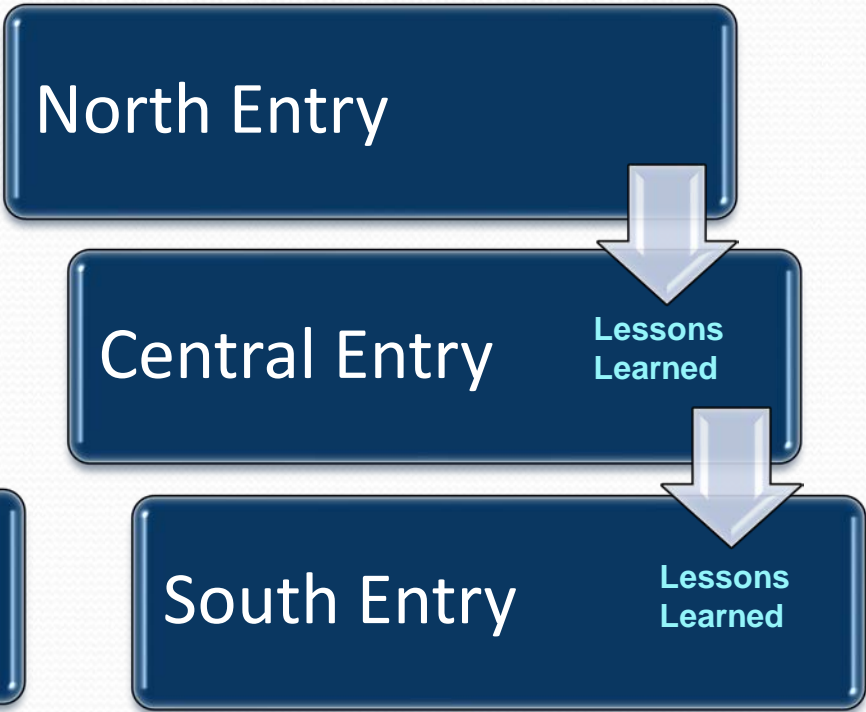 North Entry
Central Entry
Lessons
Learned
South Entry
Lessons
Learned